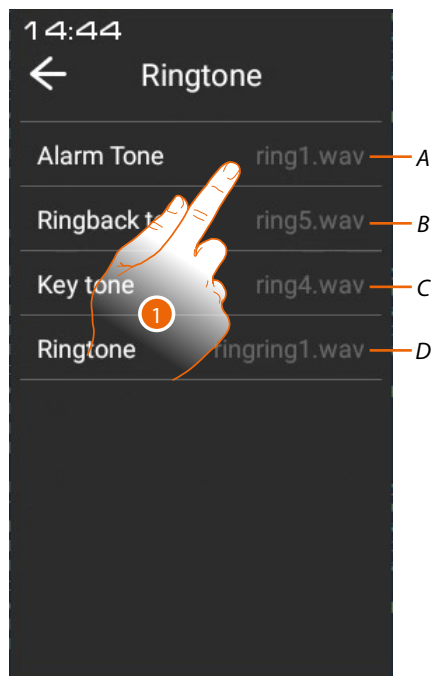 14:44
Ringtone
Alarm Tone ring1.wav A
Ringback t ring5.wav B
Key tone ring4.wav C
1
Ringtone ringring1.wav D